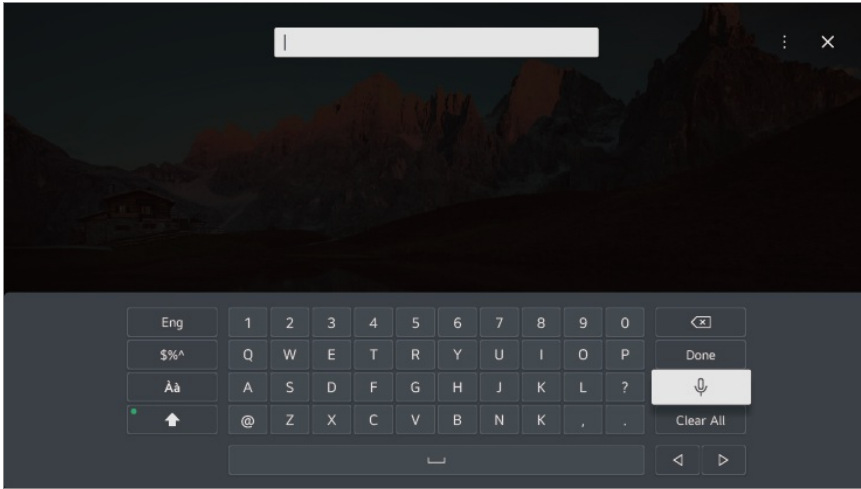 Eng 1 2 3 4 5 6 7 8 9 0
$%^ Q W E T R Y U I O P Done
Àà A S D F G H J K L ?
@ Z X C V B N K , . Clear All